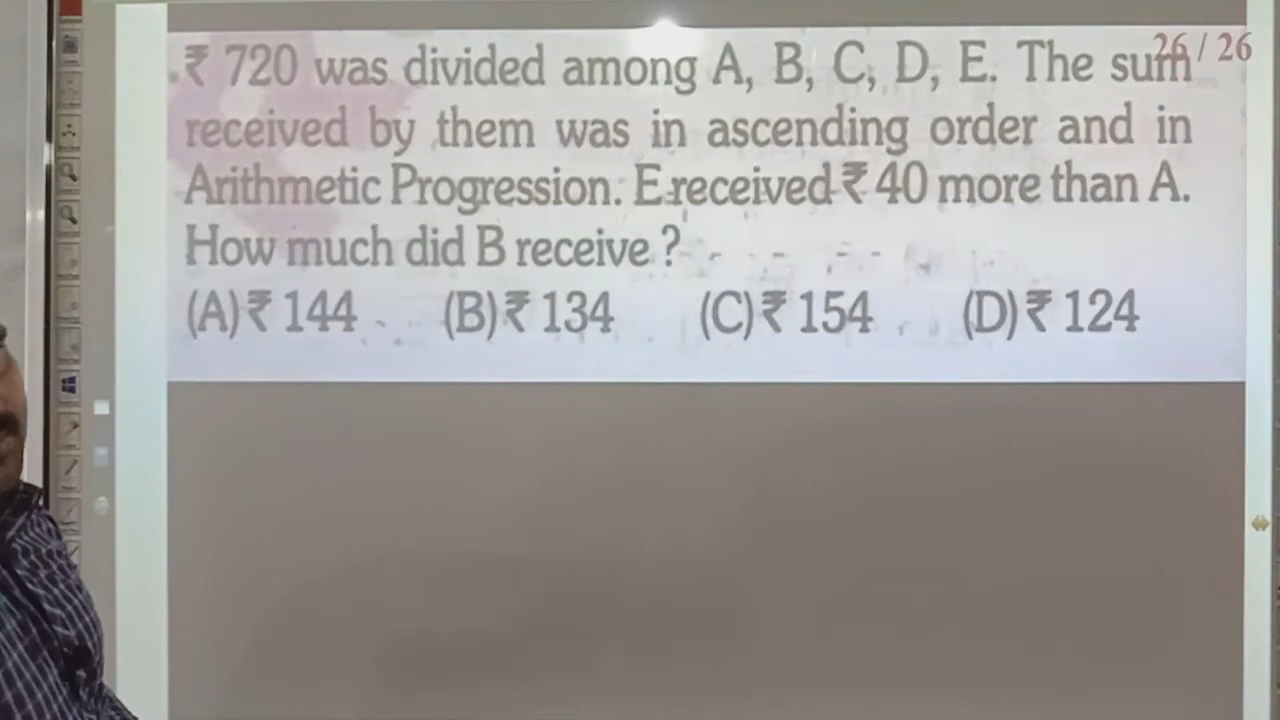 ₹ 720 was divided among A, B, C, D, E. The sum 26 / 26
received by them was in ascending order and in
Arithmetic Progression. E received ₹ 40 more than A.
How much did B receive ?
(A) ₹ 144 (B) ₹ 134 (C) ₹ 154 (D) ₹ 124